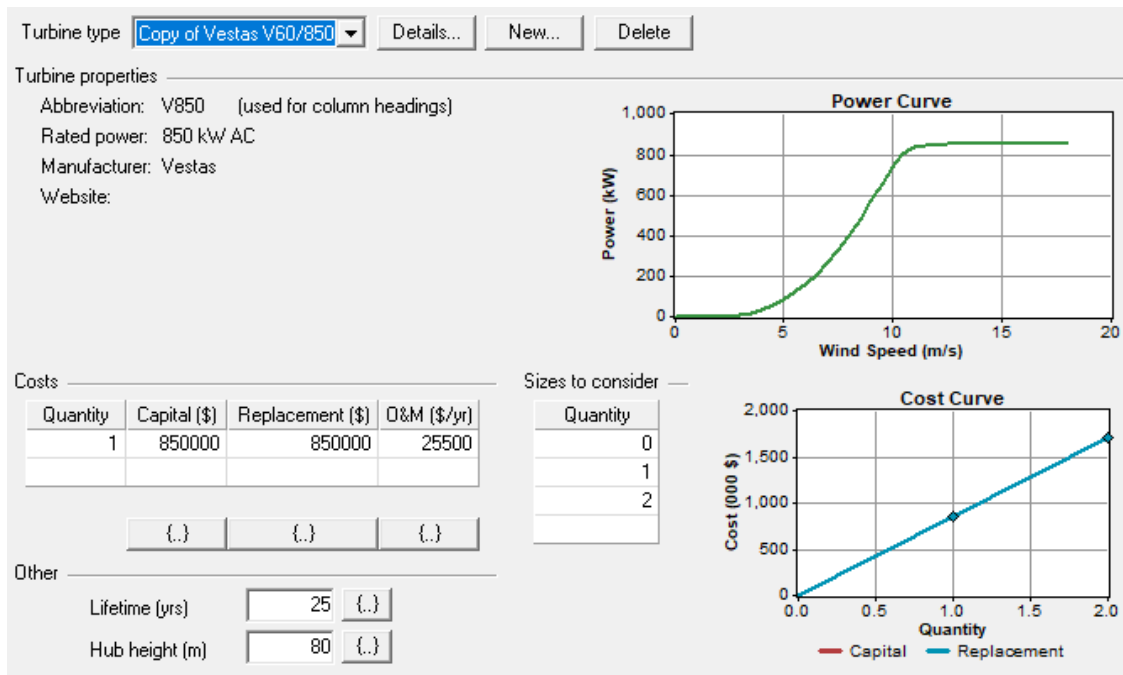 Turbine type Copy of Vestas V60/850 Details... New... Delete
Turbine properties
Abbreviation: V850 (used for column headings)
Rated power: 850 kW AC
Manufacturer: Vestas
Website:
Power Curve
1,000
800
600
400
200
0
Power (kW)
0 5 10 15 20
Wind Speed (m/s)
Costs
Quantity Capital ($) Replacement ($) O&M ($/yr)
1 850000 850000 25500
{..} {..} {..}
Sizes to consider
Quantity
0
1
2
Cost Curve
2,000
1,500
1,000
500
0
Cost (000 $)
0.0 0.5 1.0 1.5 2.0
Quantity
Capital Replacement
Other
Lifetime (yrs) 25 {..}
Hub height (m) 80 {..}